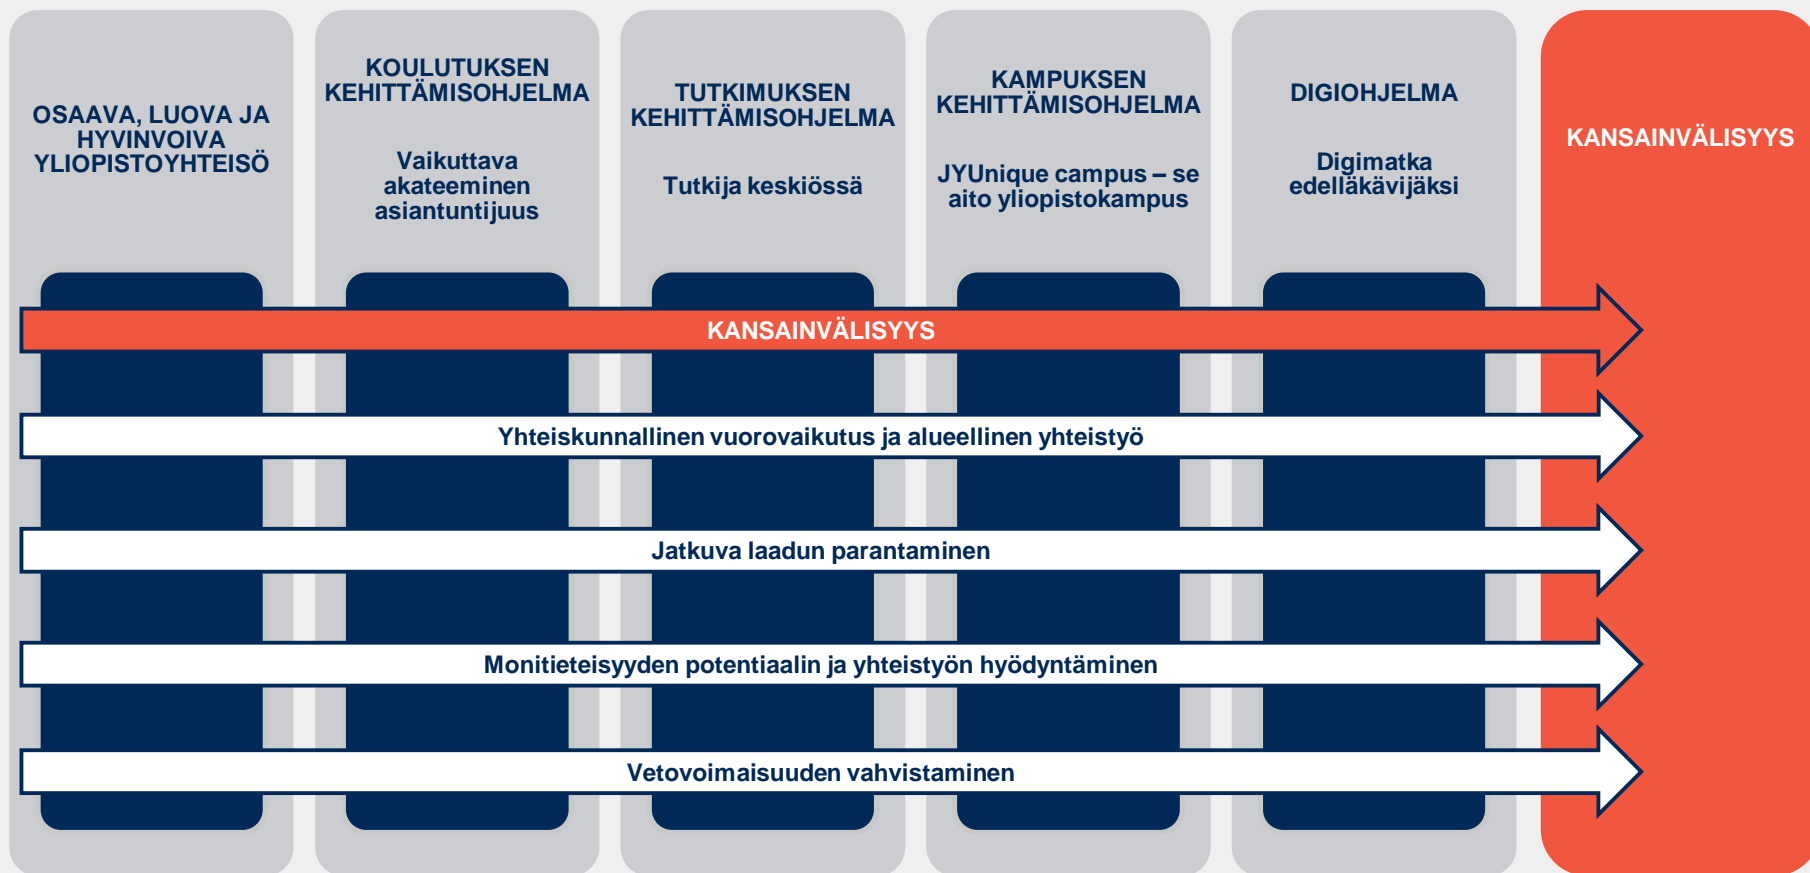 OSAAVA, LUOVA JA
HYVINVOIVA
YLIOPISTOYHTEISÖ
KOULUTUKSEN
KEHITTÄMISOHJELMA
Vaikuttava
akateeminen
asiantuntijuus
TUTKIMUKSEN
KEHITTÄMISOHJELMA
Tutkija keskiössä
KAMPUKSEN
KEHITTÄMISOHJELMA
JYUnique campus – se
aito yliopistokampus
DIGIOHJELMA
Digimatka
edelläkävijäksi
KANSAINVÄLISYYS
KANSAINVÄLISYYS
Yhteiskunnallinen vuorovaikutus ja alueellinen yhteistyö
Jatkuva laadun parantaminen
Monitieteisyyden potentiaalin ja yhteistyön hyödyntäminen
Vetovoimaisuuden vahvistaminen